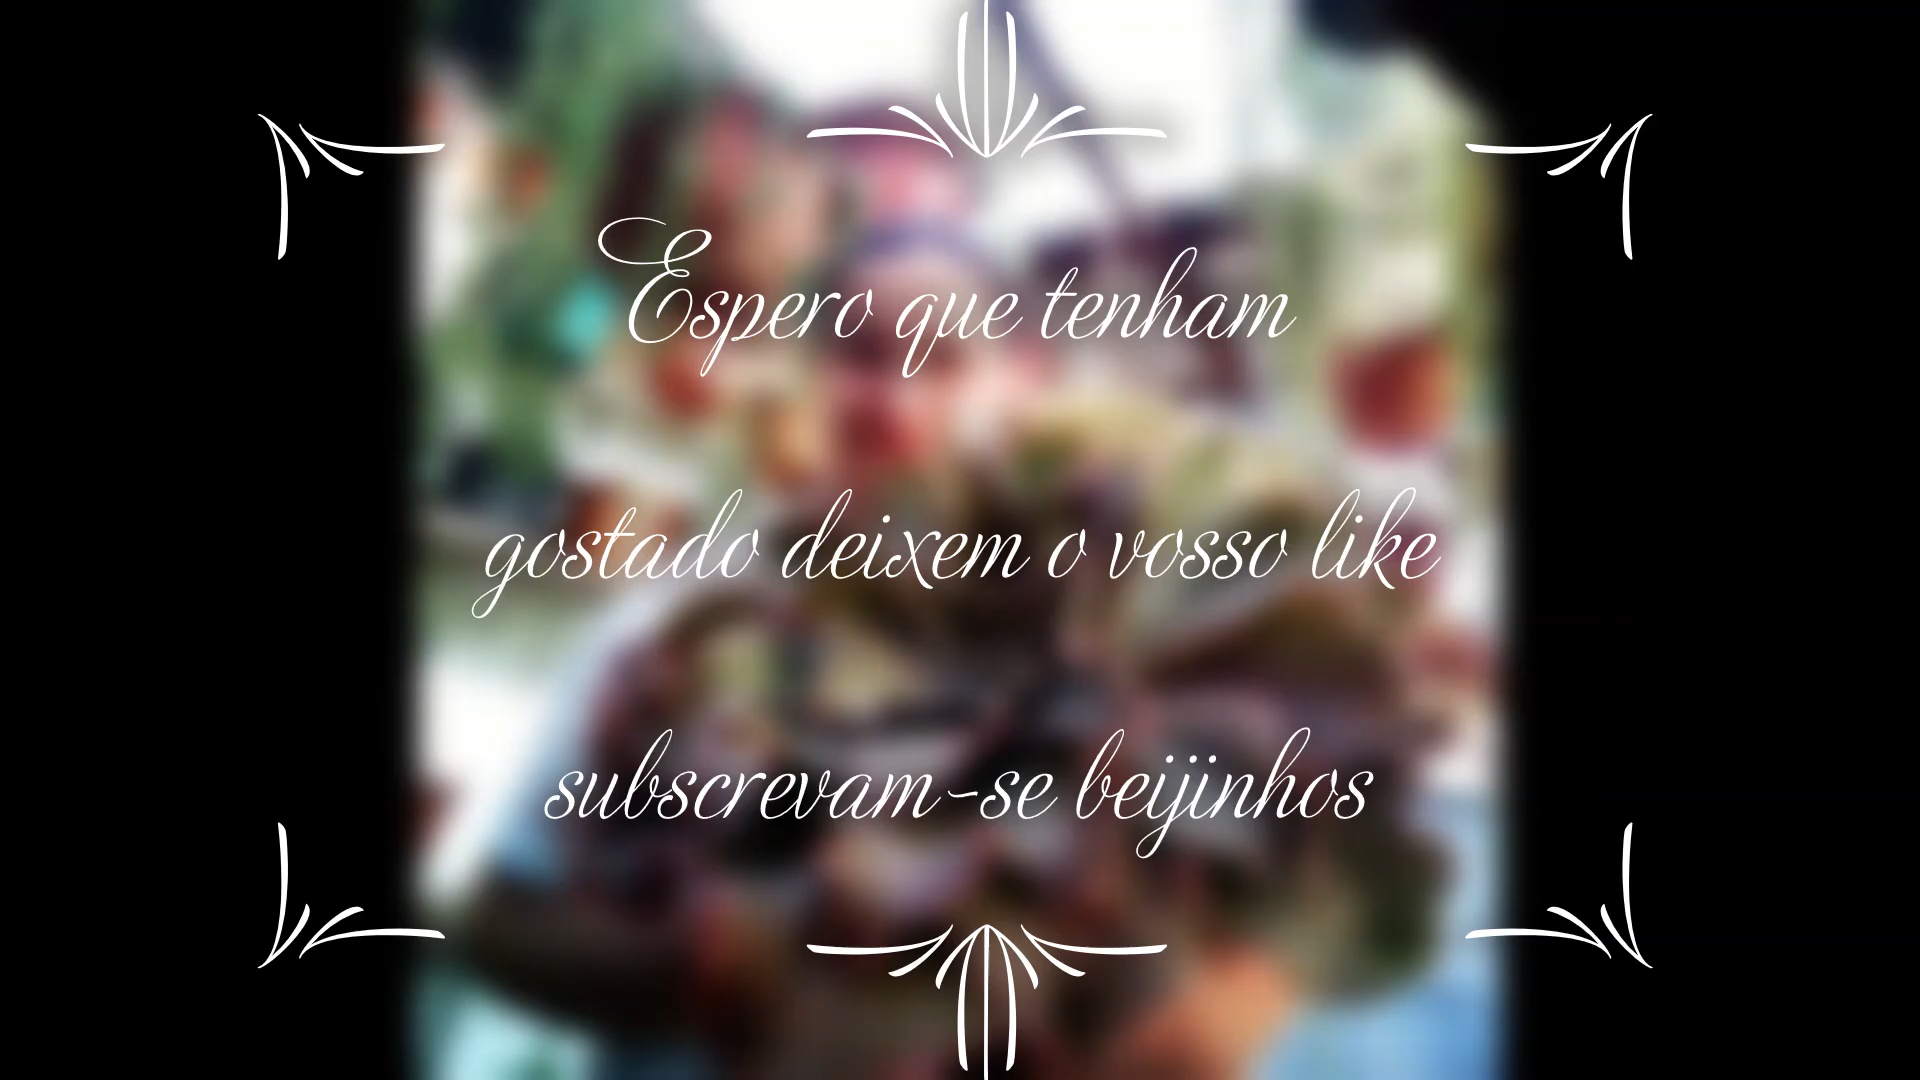 Espero que tenham
gostado deixem o vosso like
subscrevam-se beijinhos